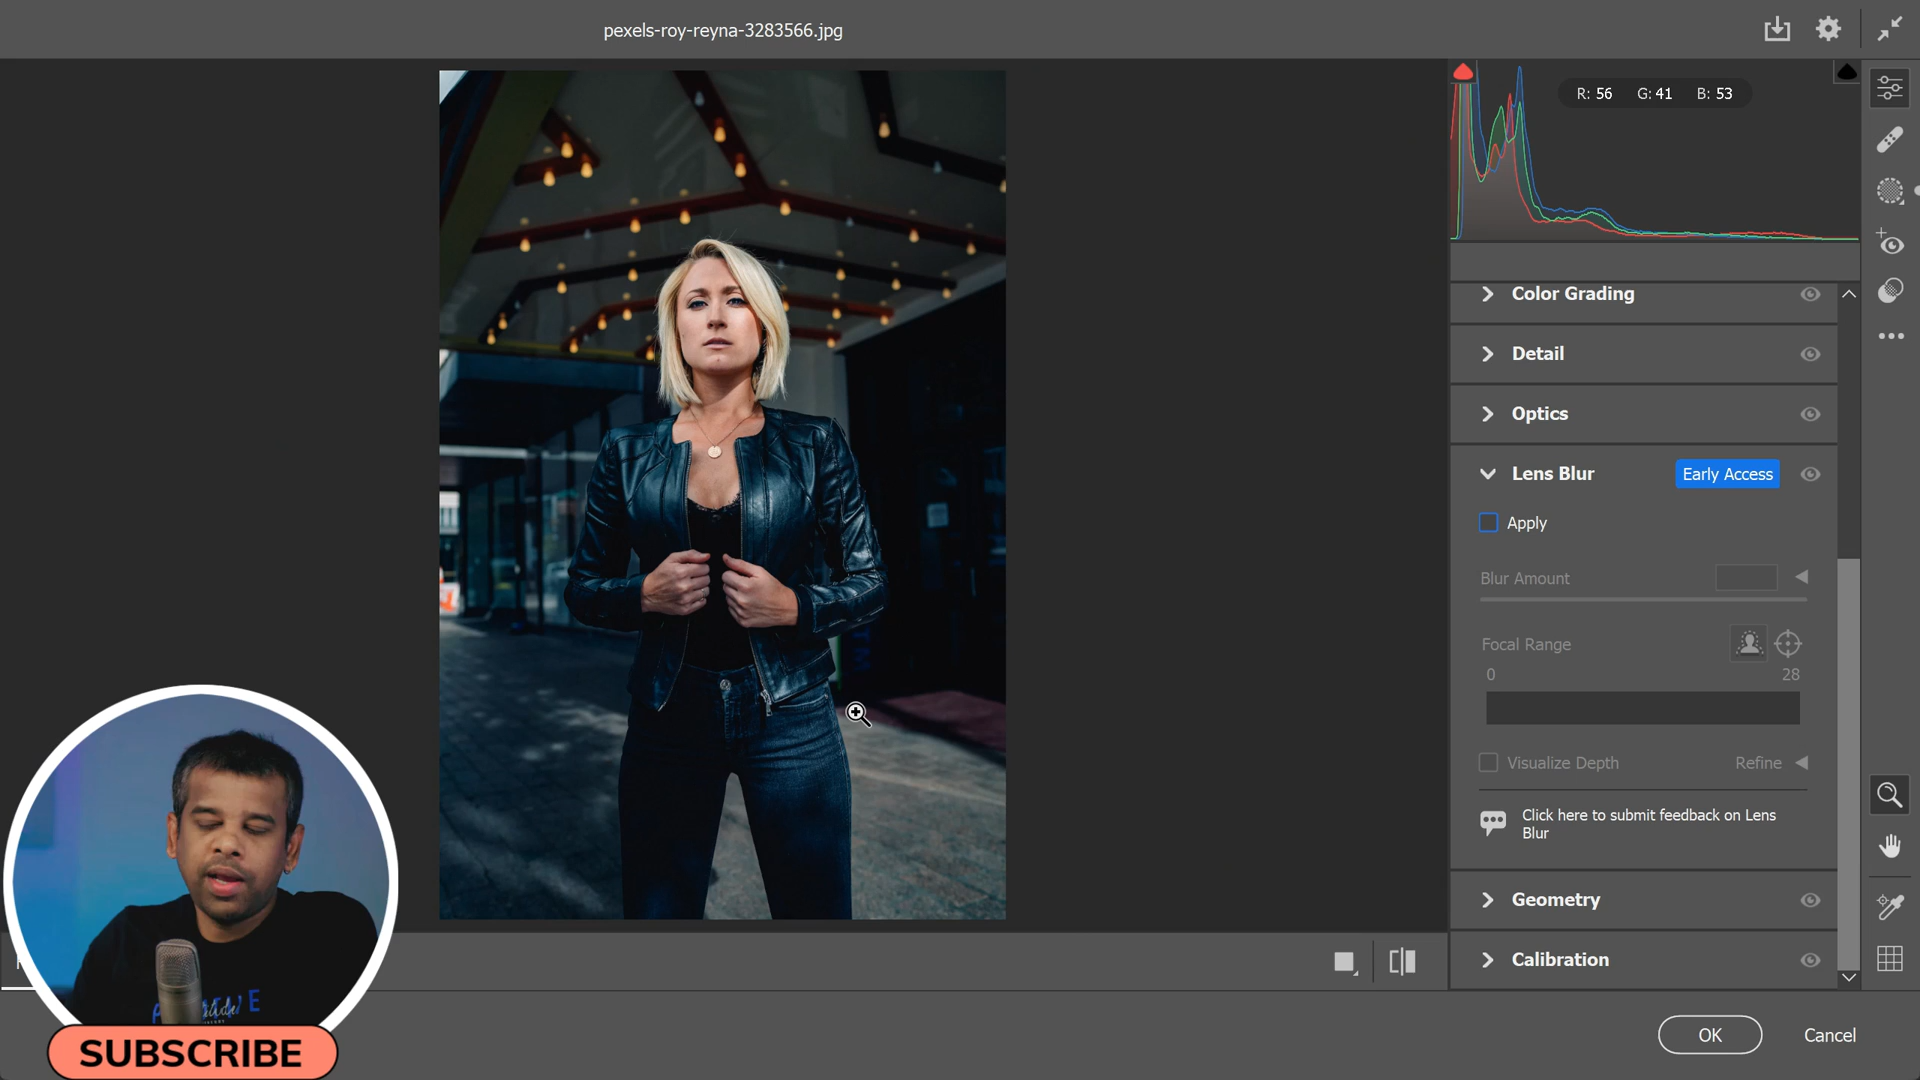 pexels-roy-reyna-3283566.jpg
R: 56 G: 41 B: 53
Color Grading
Detail
Optics
Lens Blur Early Access
Apply
Blur Amount
Focal Range
0 28
Visualize Depth Refine
Click here to submit feedback on Lens
Blur
Geometry
Calibration
OK Cancel
SUBSCRIBE